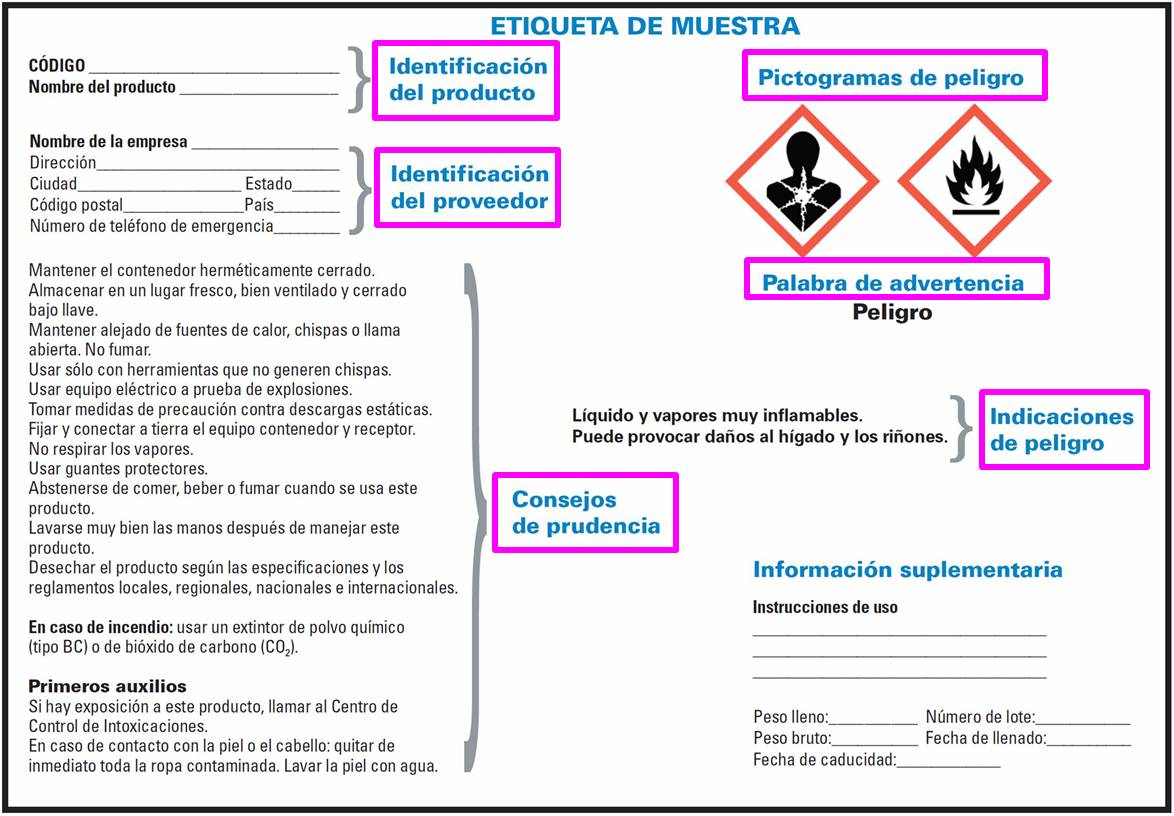 ETIQUETA DE MUESTRA
CÓDIGO
Nombre del producto
Identificación
del producto
Nombre de la empresa
Dirección
Ciudad Estado
Código postal País
Número de teléfono de emergencia
Identificación
del proveedor
Mantener el contenedor herméticamente cerrado.
Almacenar en un lugar fresco, bien ventilado y cerrado
bajo llave.
Mantener alejado de fuentes de calor, chispas o llama
abierta. No fumar.
Usar sólo con herramientas que no generen chispas.
Usar equipo eléctrico a prueba de explosiones.
Tomar medidas de precaución contra descargas estáticas.
Fijar y conectar a tierra el equipo contenedor y receptor.
No respirar los vapores.
Usar guantes protectores.
Abstenerse de comer, beber o fumar cuando se usa este
producto.
Lavarse muy bien las manos después de manejar este
producto.
Desechar el producto según las especificaciones y los
reglamentos locales, regionales, nacionales e internacionales.
En caso de incendio: usar un extintor de polvo químico
(tipo BC) o de bióxido de carbono (CO₂).
Primeros auxilios
Si hay exposición a este producto, llamar al Centro de
Control de Intoxicaciones.
En caso de contacto con la piel o el cabello: quitar de
inmediato toda la ropa contaminada. Lavar la piel con agua.
Consejos
de prudencia
Pictogramas de peligro
Palabra de advertencia
Peligro
Líquido y vapores muy inflamables.
Puede provocar daños al hígado y los riñones.
Indicaciones
de peligro
Información suplementaria
Instrucciones de uso
Peso lleno: Número de lote:
Peso bruto: Fecha de llenado:
Fecha de caducidad: